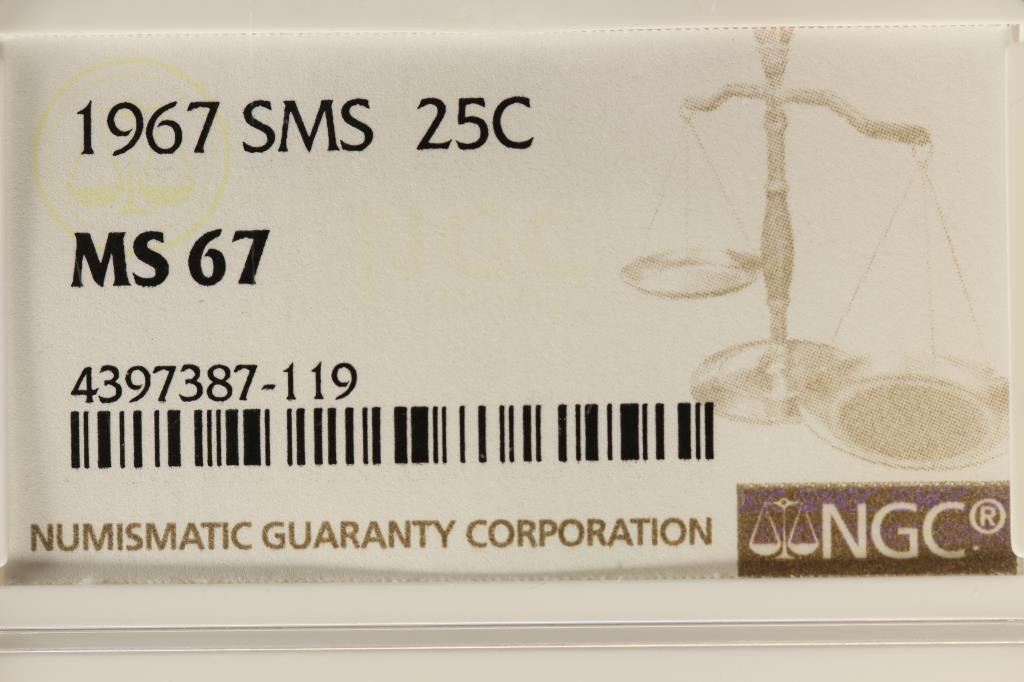 1967 SMS 25C
MS 67
4397387-119
NUMISMATIC GUARANTY CORPORATION
NGC®